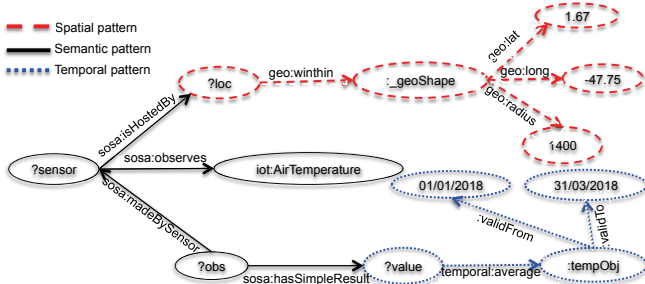 Spatial pattern
Semantic pattern
Temporal pattern
1.67
geo:lat
?loc
geo:winthin
:_geoShape
geo:long
-47.75
geo:radius
1400
sosa:isHostedBy
?sensor
sosa:observes
iot:AirTemperature
01/01/2018
31/03/2018
sosa:madeBySensor
:validFrom
:validTo
?obs
sosa:hasSimpleResult
?value
temporal:average
:tempObj